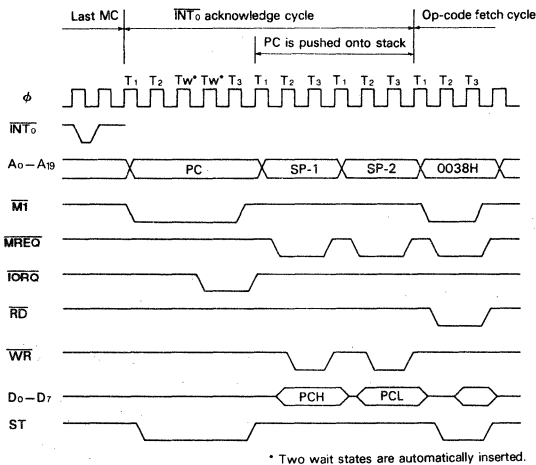 Last MC
INT₀ acknowledge cycle
Op-code fetch cycle
PC is pushed onto stack
T₁ T₂ Tw* Tw* T₃ T₁ T₂ T₃ T₁ T₂ T₃ T₁ T₂ T₃
φ
INT₀
A₀–A₁₉ PC SP-1 SP-2 0038H
M1
MREQ
IORQ
RD
WR
D₀–D₇ PCH PCL
ST
* Two wait states are automatically inserted.